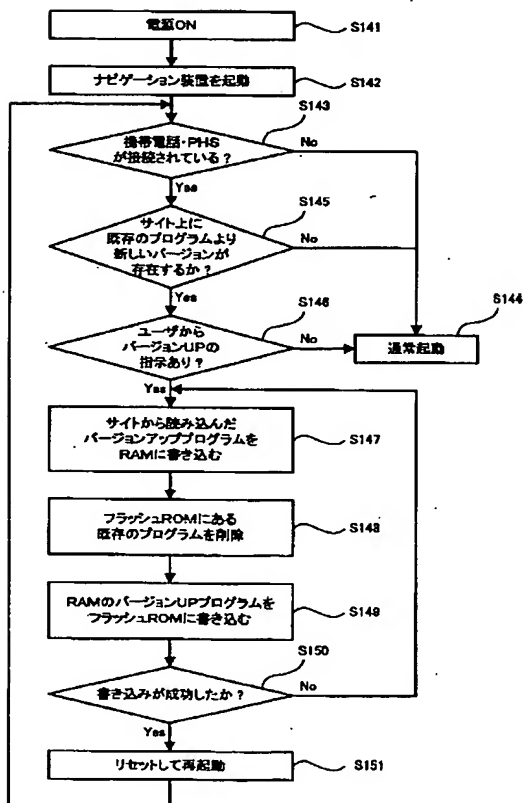 電源ON
S141
ナビゲーション装置を起動
S142
S143
携帯電話・PHS
が接続されている?
No
Yes
S145
サイト上に
既存のプログラムより
新しいバージョンが
存在するか?
No
Yes
S146
S144
ユーザから
バージョンUPの
指示あり?
No
通常起動
Yes
サイトから読み込んだ
バージョンアッププログラムを
RAMに書き込む
S147
フラッシュROMにある
既存のプログラムを削除
S148
RAMのバージョンUPプログラムを
フラッシュROMに書き込む
S149
S150
書き込みが成功したか?
No
Yes
リセットして再起動
S151